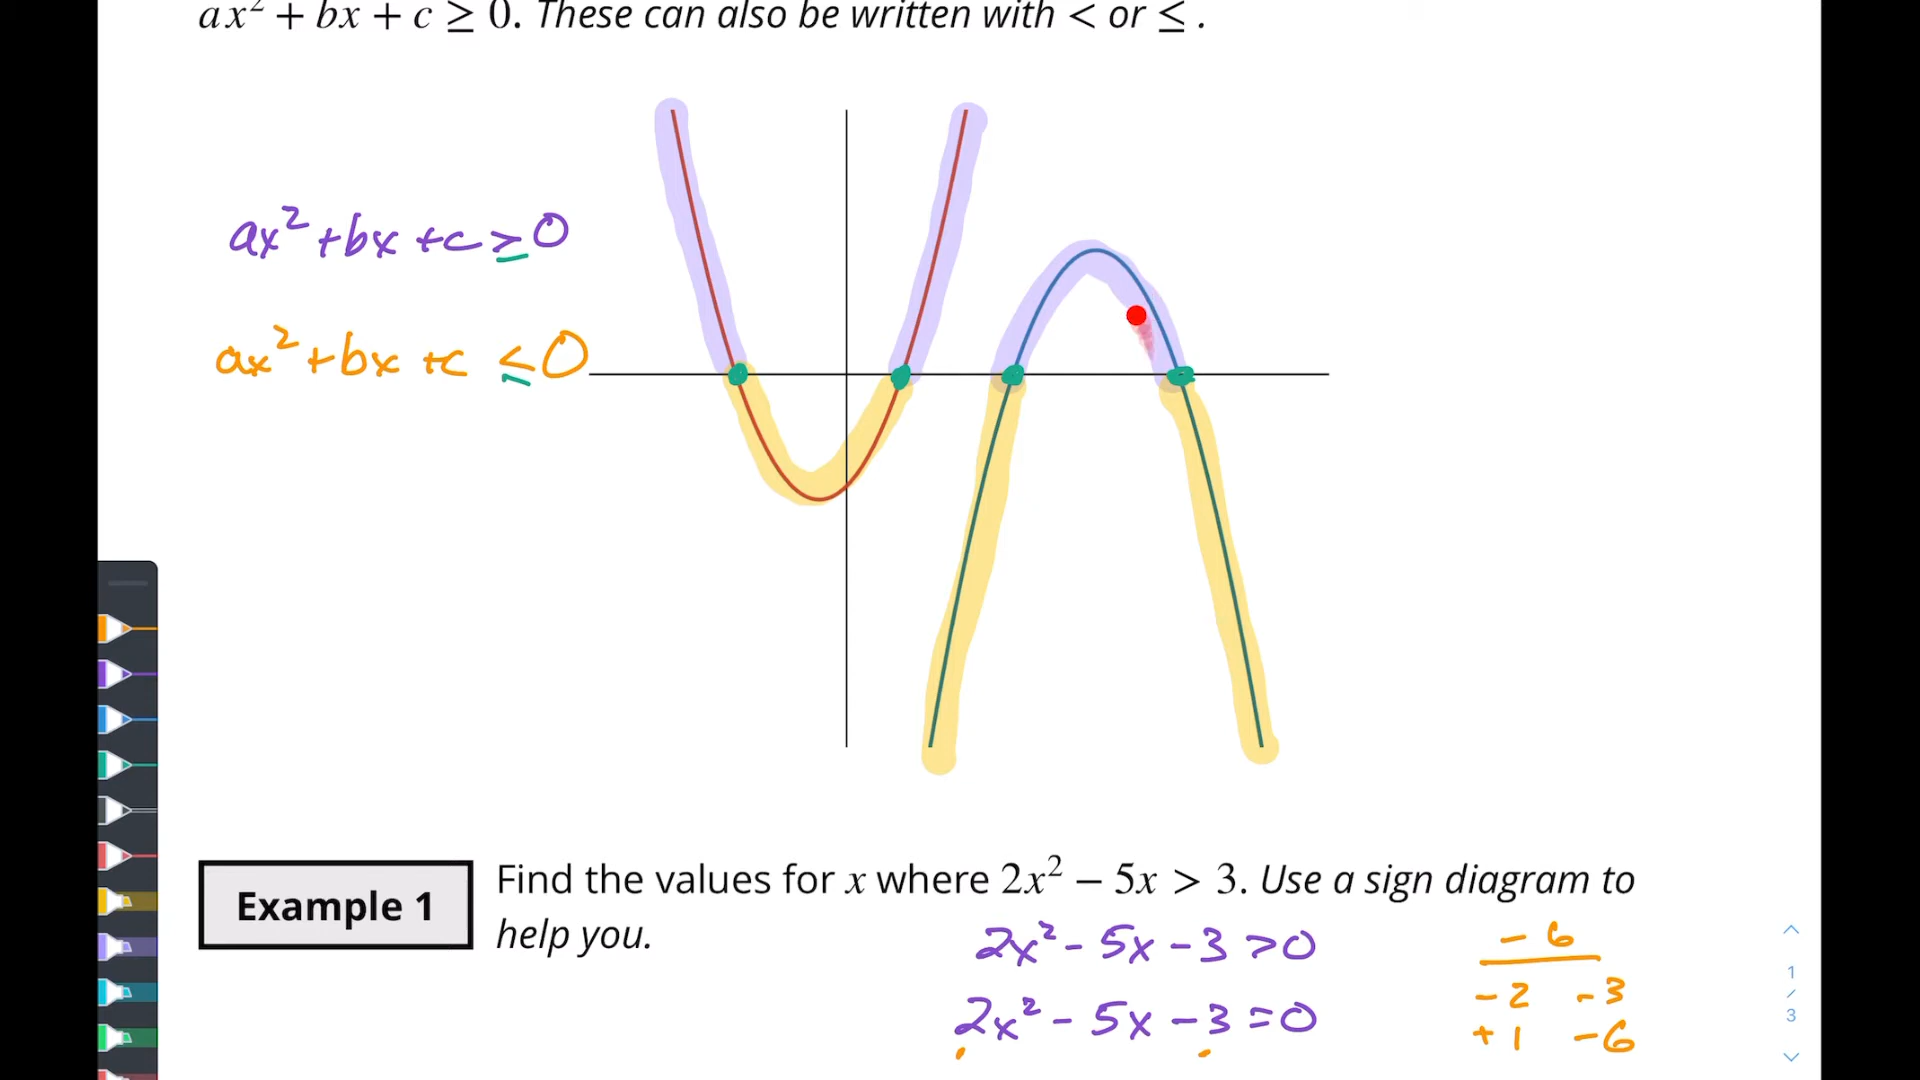 ax² + bx + c ≥ 0. These can also be written with < or ≤ .
ax² + bx + c ≥ 0
ax² + bx + c ≤ 0
Example 1
Find the values for x where 2x² − 5x > 3. Use a sign diagram to
help you.
2x² − 5x − 3 > 0
2x² − 5x − 3 = 0
− 6
− 2 − 3
+ 1 − 6
1
/
3